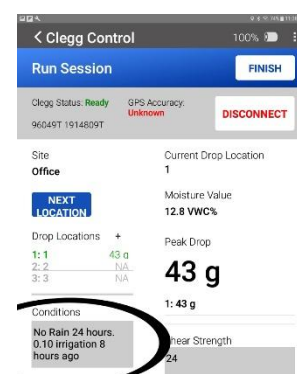 < Clegg Control
100%
Run Session
FINISH
Clegg Status: Ready
GPS Accuracy:
Unknown
96049T 1914809T
DISCONNECT
Site
Office
Current Drop Location
1
NEXT
LOCATION
Moisture Value
12.8 VWC%
Drop Locations +
1: 1 43 g
2: 2 NA
3: 3 NA
Peak Drop
43 g
1: 43 g
Conditions
No Rain 24 hours.
0.10 irrigation 8
hours ago
hear Strength
24